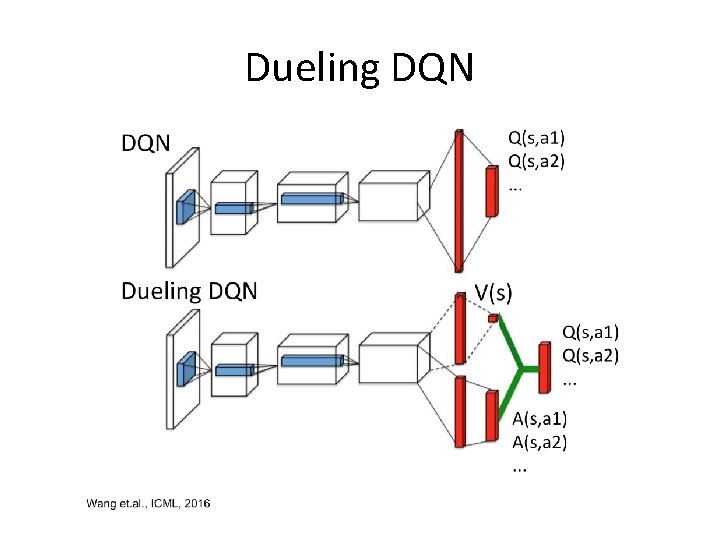 Dueling DQN
DQN
Q(s, a1)
Q(s, a2)
...
Dueling DQN
V(s)
Q(s, a1)
Q(s, a2)
...
A(s, a1)
A(s, a2)
...
Wang et.al., ICML, 2016